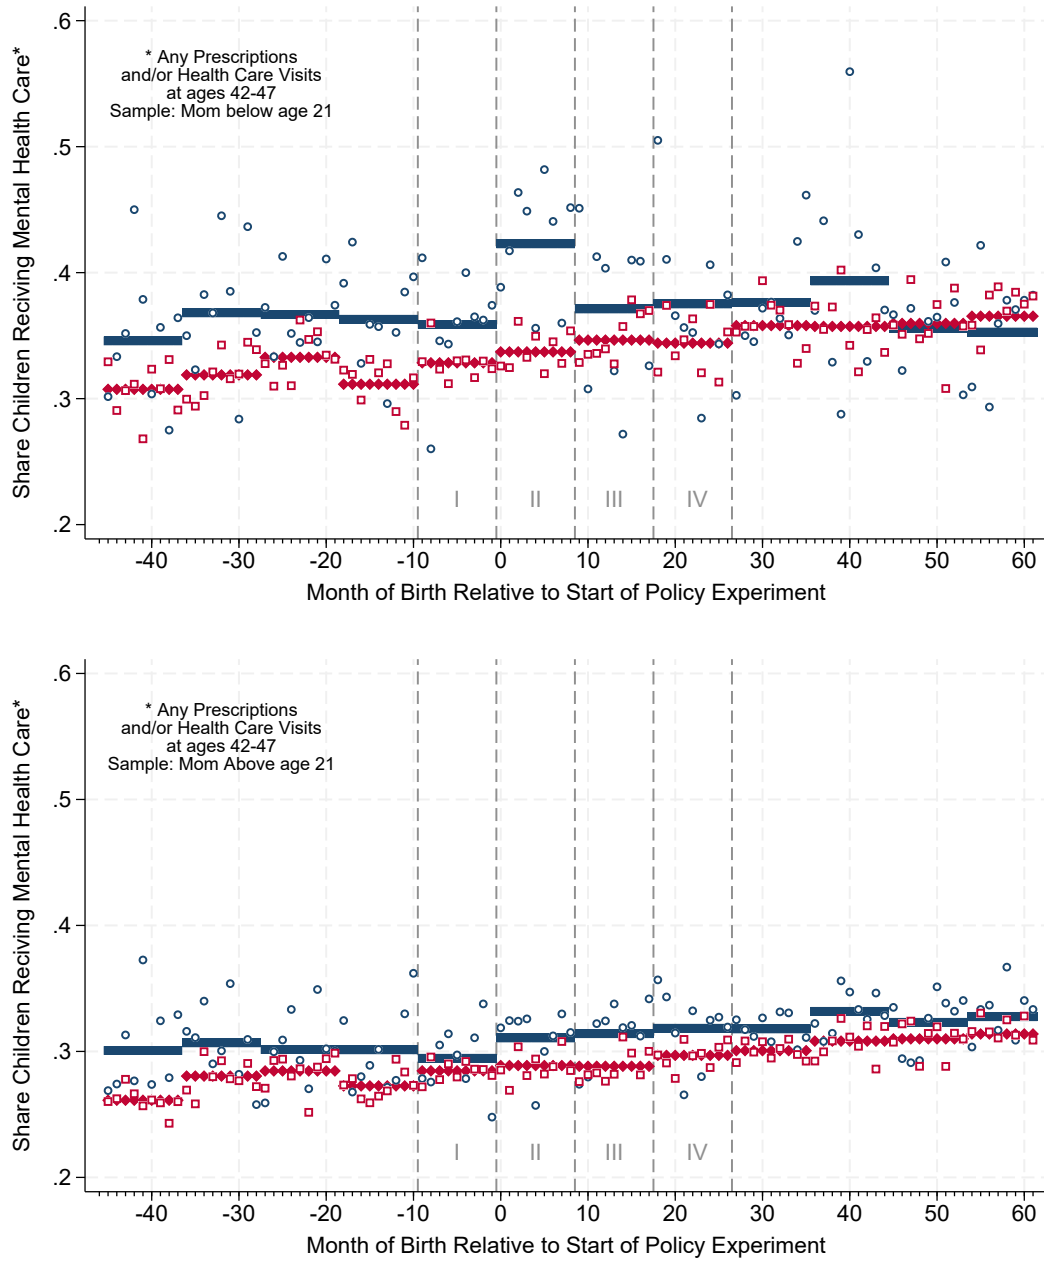 Share Children Reciving Mental Health Care*
.6
.5
.4
.3
.2
* Any Prescriptions
and/or Health Care Visits
at ages 42-47
Sample: Mom below age 21
I II III IV
-40 -30 -20 -10 0 10 20 30 40 50 60
Month of Birth Relative to Start of Policy Experiment
Share Children Reciving Mental Health Care*
.6
.5
.4
.3
.2
* Any Prescriptions
and/or Health Care Visits
at ages 42-47
Sample: Mom Above age 21
I II III IV
-40 -30 -20 -10 0 10 20 30 40 50 60
Month of Birth Relative to Start of Policy Experiment